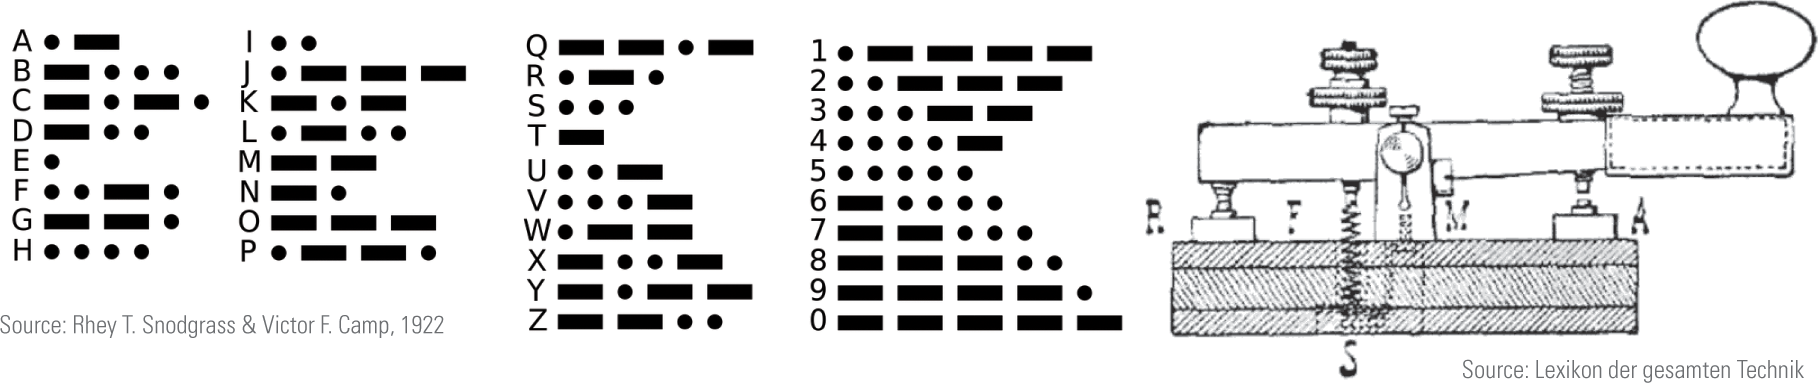 A
B
C
D
E
F
G
H
I
J
K
L
M
N
O
P
Q
R
S
T
U
V
W
X
Y
Z
1
2
3
4
5
6
7
8
9
0
R F M A
S
Source: Rhey T. Snodgrass & Victor F. Camp, 1922
Source: Lexikon der gesamten Technik